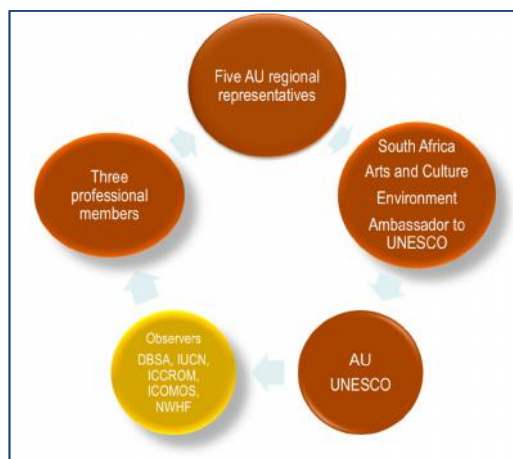 Five AU regional
representatives
South Africa
Arts and Culture
Environment
Ambassador to
UNESCO
AU
UNESCO
Observers
DBSA, IUCN,
ICCROM,
ICOMOS,
NWHF
Three
professional
members